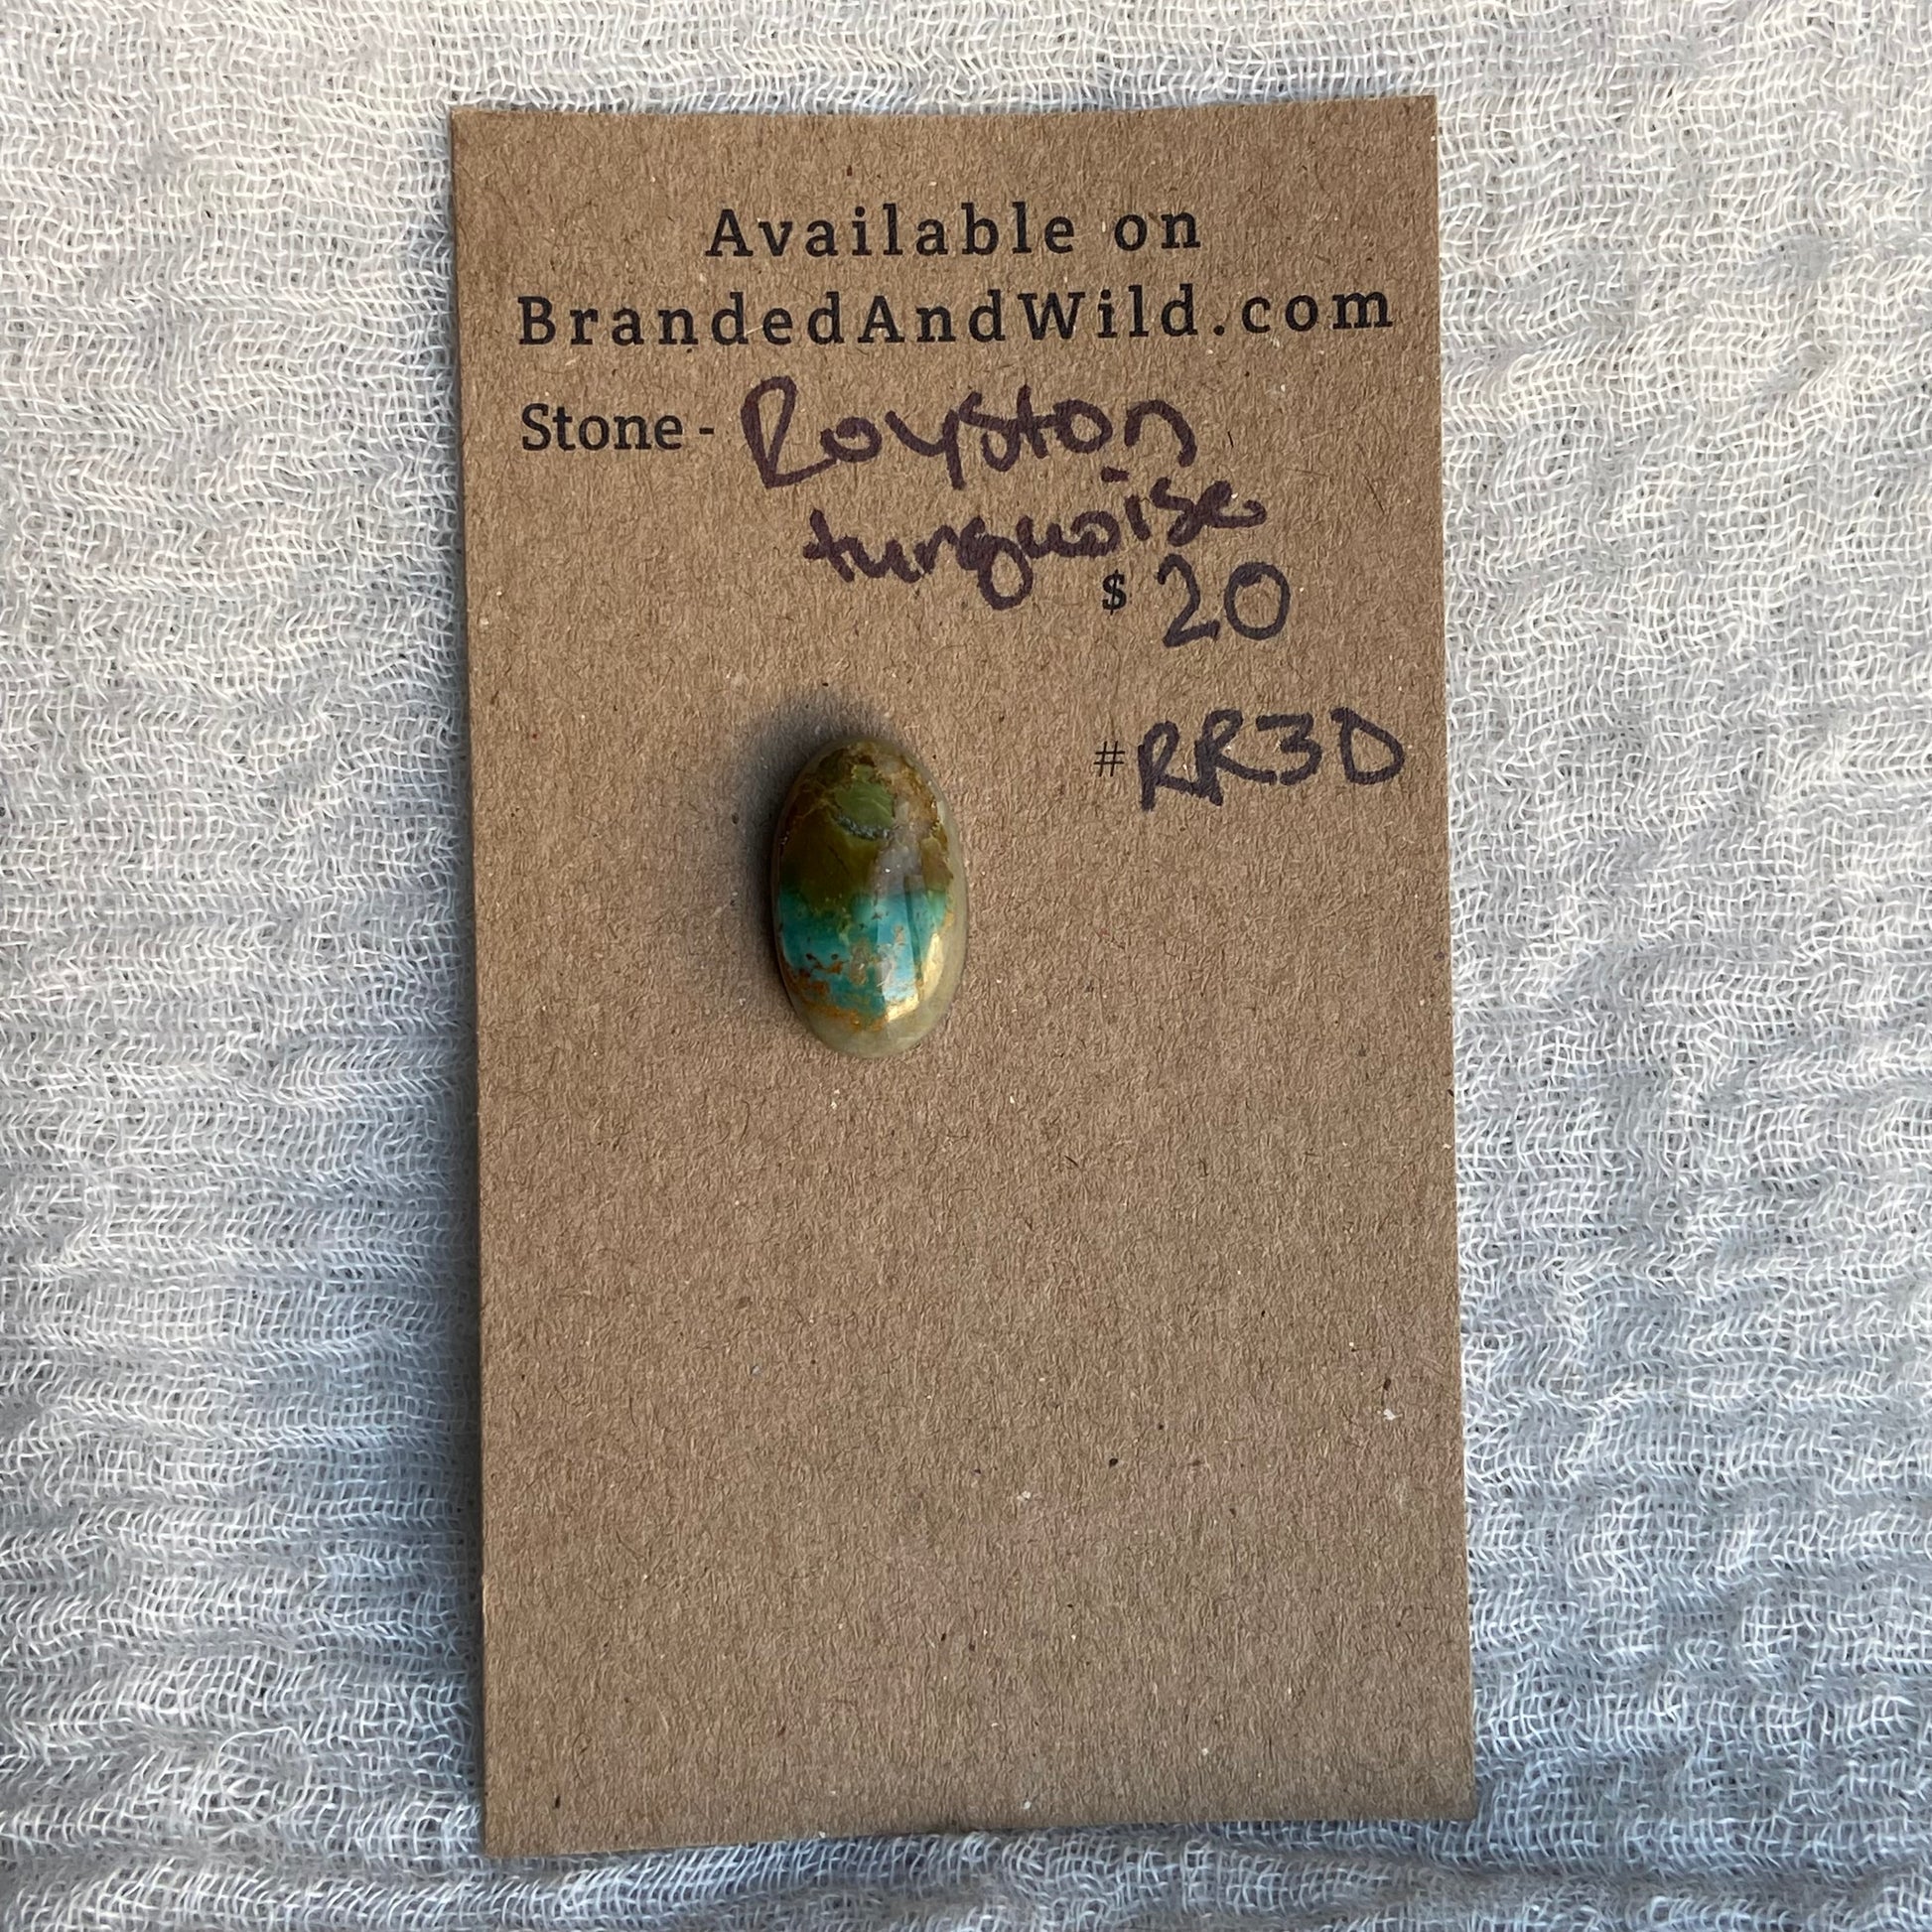 Available on
BrandedAndWild.com
Stone - Royston
turquoise
$ 20
#RR3D